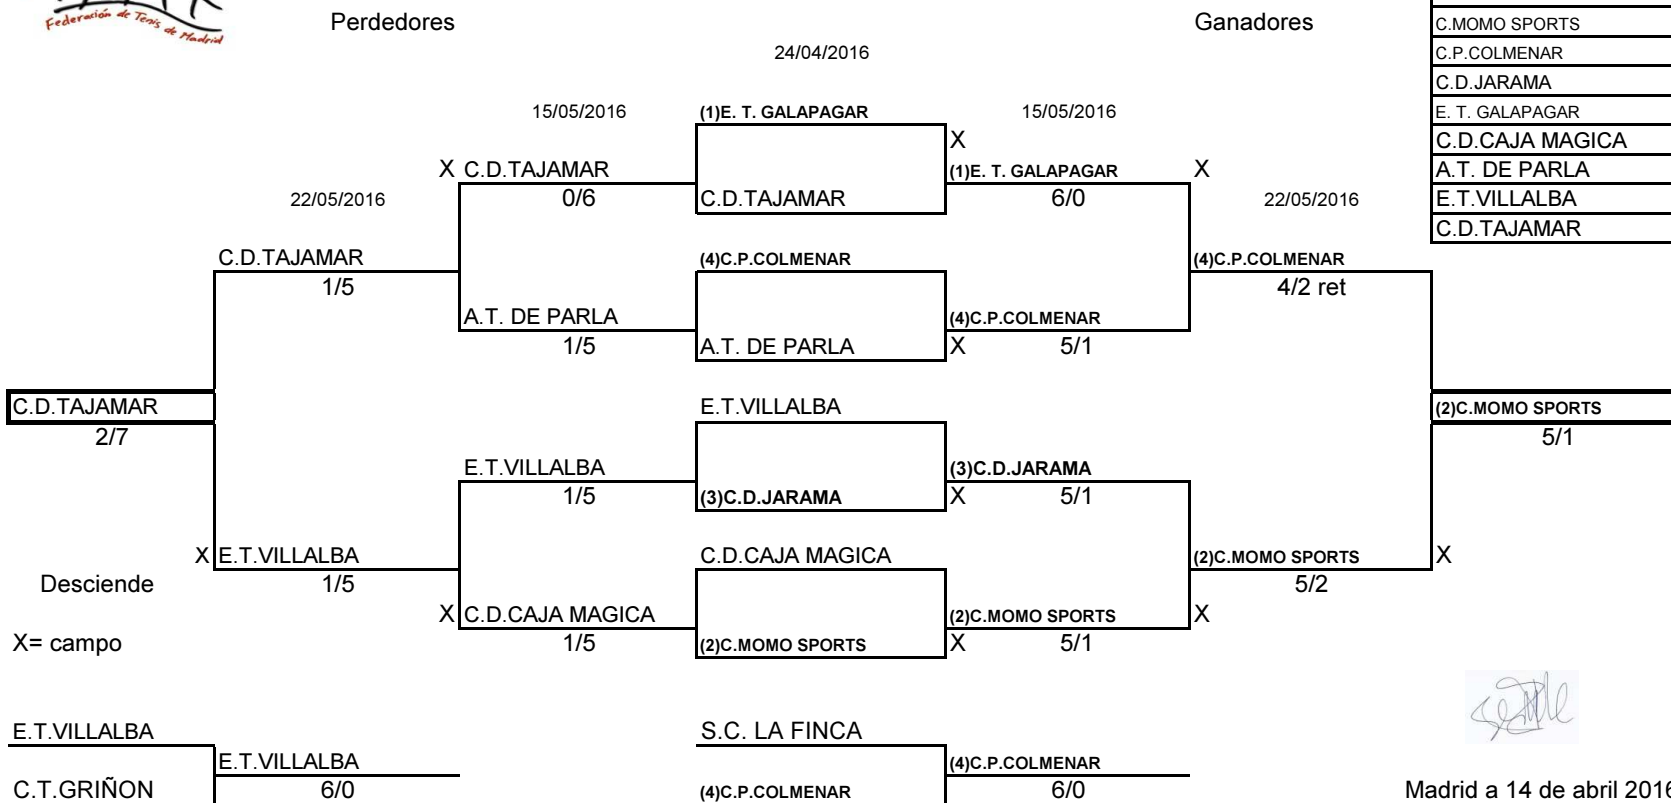 Federación de Tenis de Madrid
Perdedores
Ganadores
C.MOMO SPORTS
24/04/2016
C.P.COLMENAR
C.D.JARAMA
15/05/2016
(1)E. T. GALAPAGAR
15/05/2016
E. T. GALAPAGAR
X
C.D.CAJA MAGICA
X C.D.TAJAMAR
(1)E. T. GALAPAGAR
X
A.T. DE PARLA
22/05/2016
0/6
C.D.TAJAMAR
6/0
22/05/2016
E.T.VILLALBA
C.D.TAJAMAR
C.D.TAJAMAR
(4)C.P.COLMENAR
(4)C.P.COLMENAR
1/5
4/2 ret
A.T. DE PARLA
(4)C.P.COLMENAR
1/5
A.T. DE PARLA
X
5/1
C.D.TAJAMAR
E.T.VILLALBA
(2)C.MOMO SPORTS
2/7
5/1
E.T.VILLALBA
(3)C.D.JARAMA
1/5
(3)C.D.JARAMA
X
5/1
X E.T.VILLALBA
C.D.CAJA MAGICA
(2)C.MOMO SPORTS
X
Desciende
1/5
5/2
X C.D.CAJA MAGICA
(2)C.MOMO SPORTS
X
X= campo
1/5
(2)C.MOMO SPORTS
X
5/1
E.T.VILLALBA
S.C. LA FINCA
E.T.VILLALBA
(4)C.P.COLMENAR
C.T.GRIÑON
6/0
(4)C.P.COLMENAR
6/0
Madrid a 14 de abril 2016